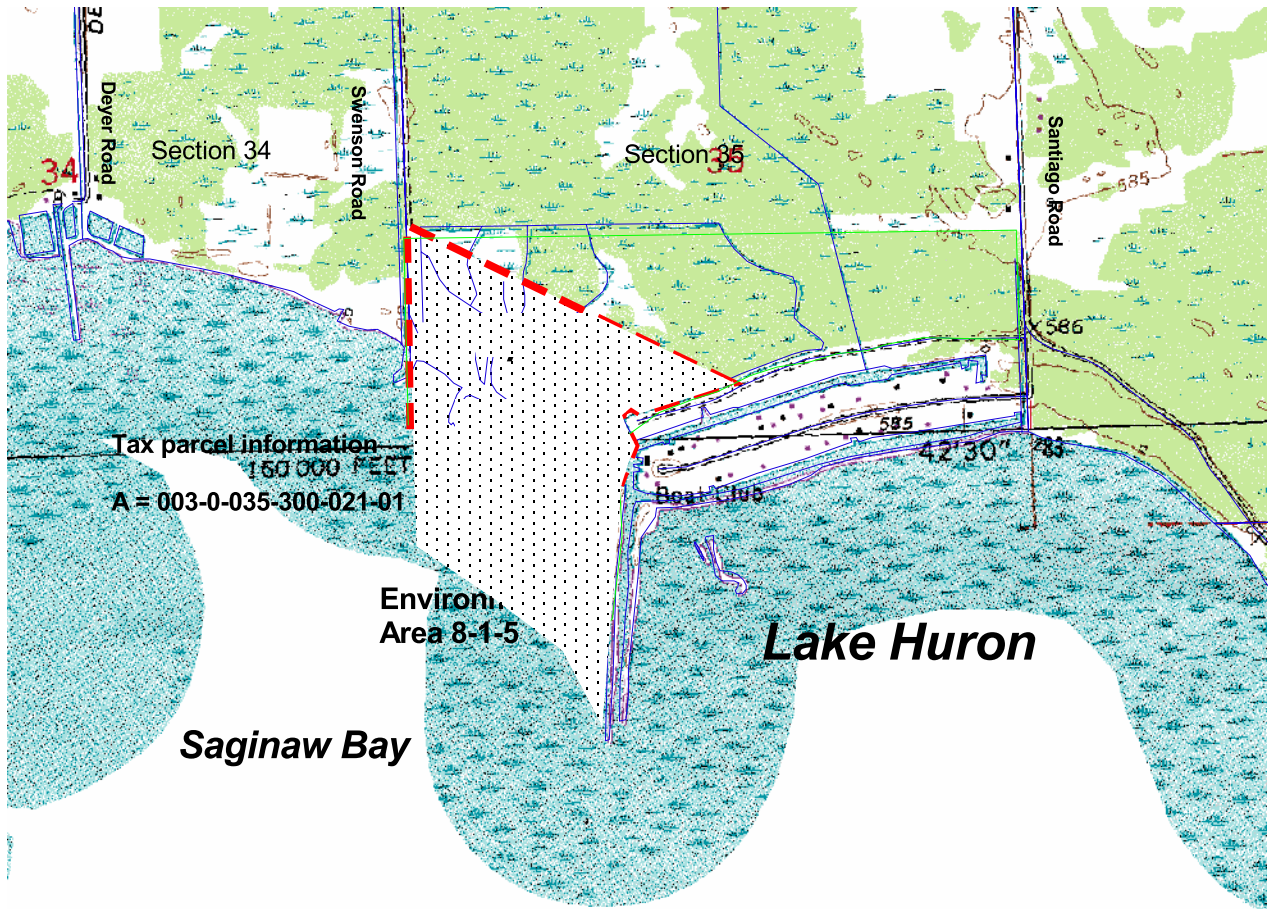 Deyer Road
Swenson Road
Santiago Road
Section 34
34
Section 35
35
585
586
Tax parcel information
160 000 FEET
A = 003-0-035-300-021-01
585
42'30"
583
Boat Club
Area 8-1-5
Lake Huron
Saginaw Bay